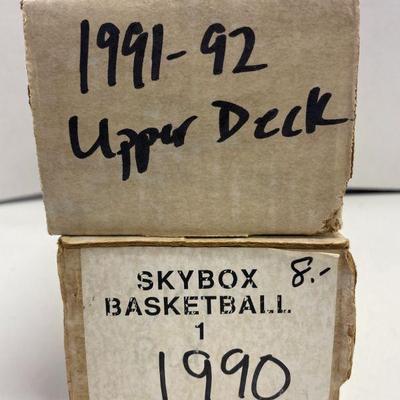 1991-92
Upper Deck
SKYBOX 8.-
BASKETBALL
1
1990